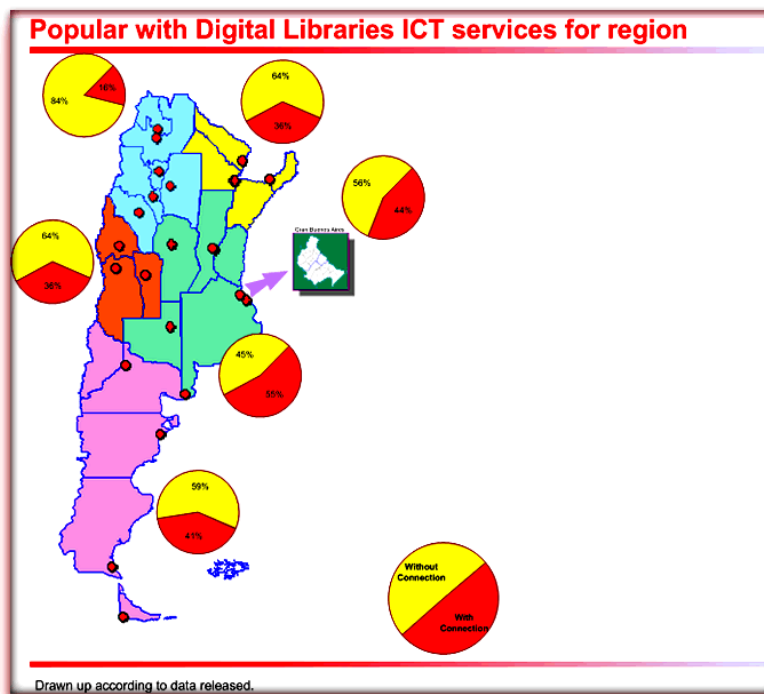 Popular with Digital Libraries ICT services for region
84%
16%
64%
36%
56%
44%
Gran Buenos Aires
64%
36%
45%
55%
59%
41%
Without
Connection
With
Connection
Drawn up according to data released.